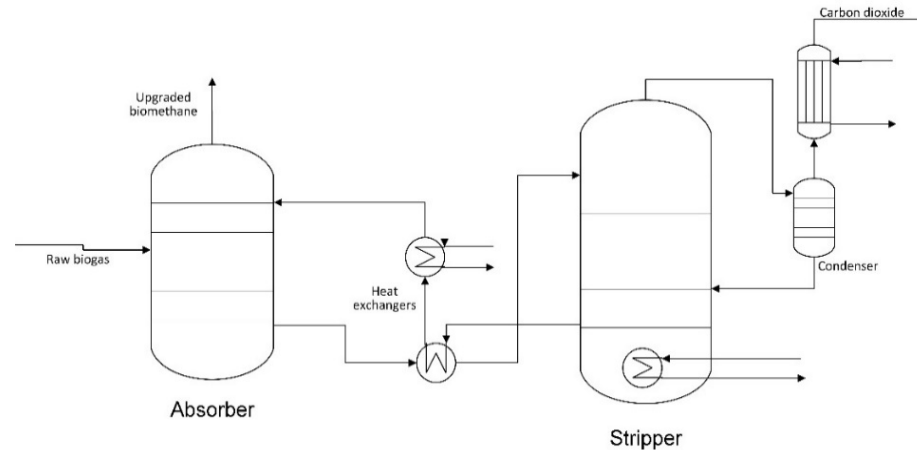 Carbon dioxide
Upgraded
biomethane
Raw biogas
Heat
exchangers
Condenser
Absorber
Stripper